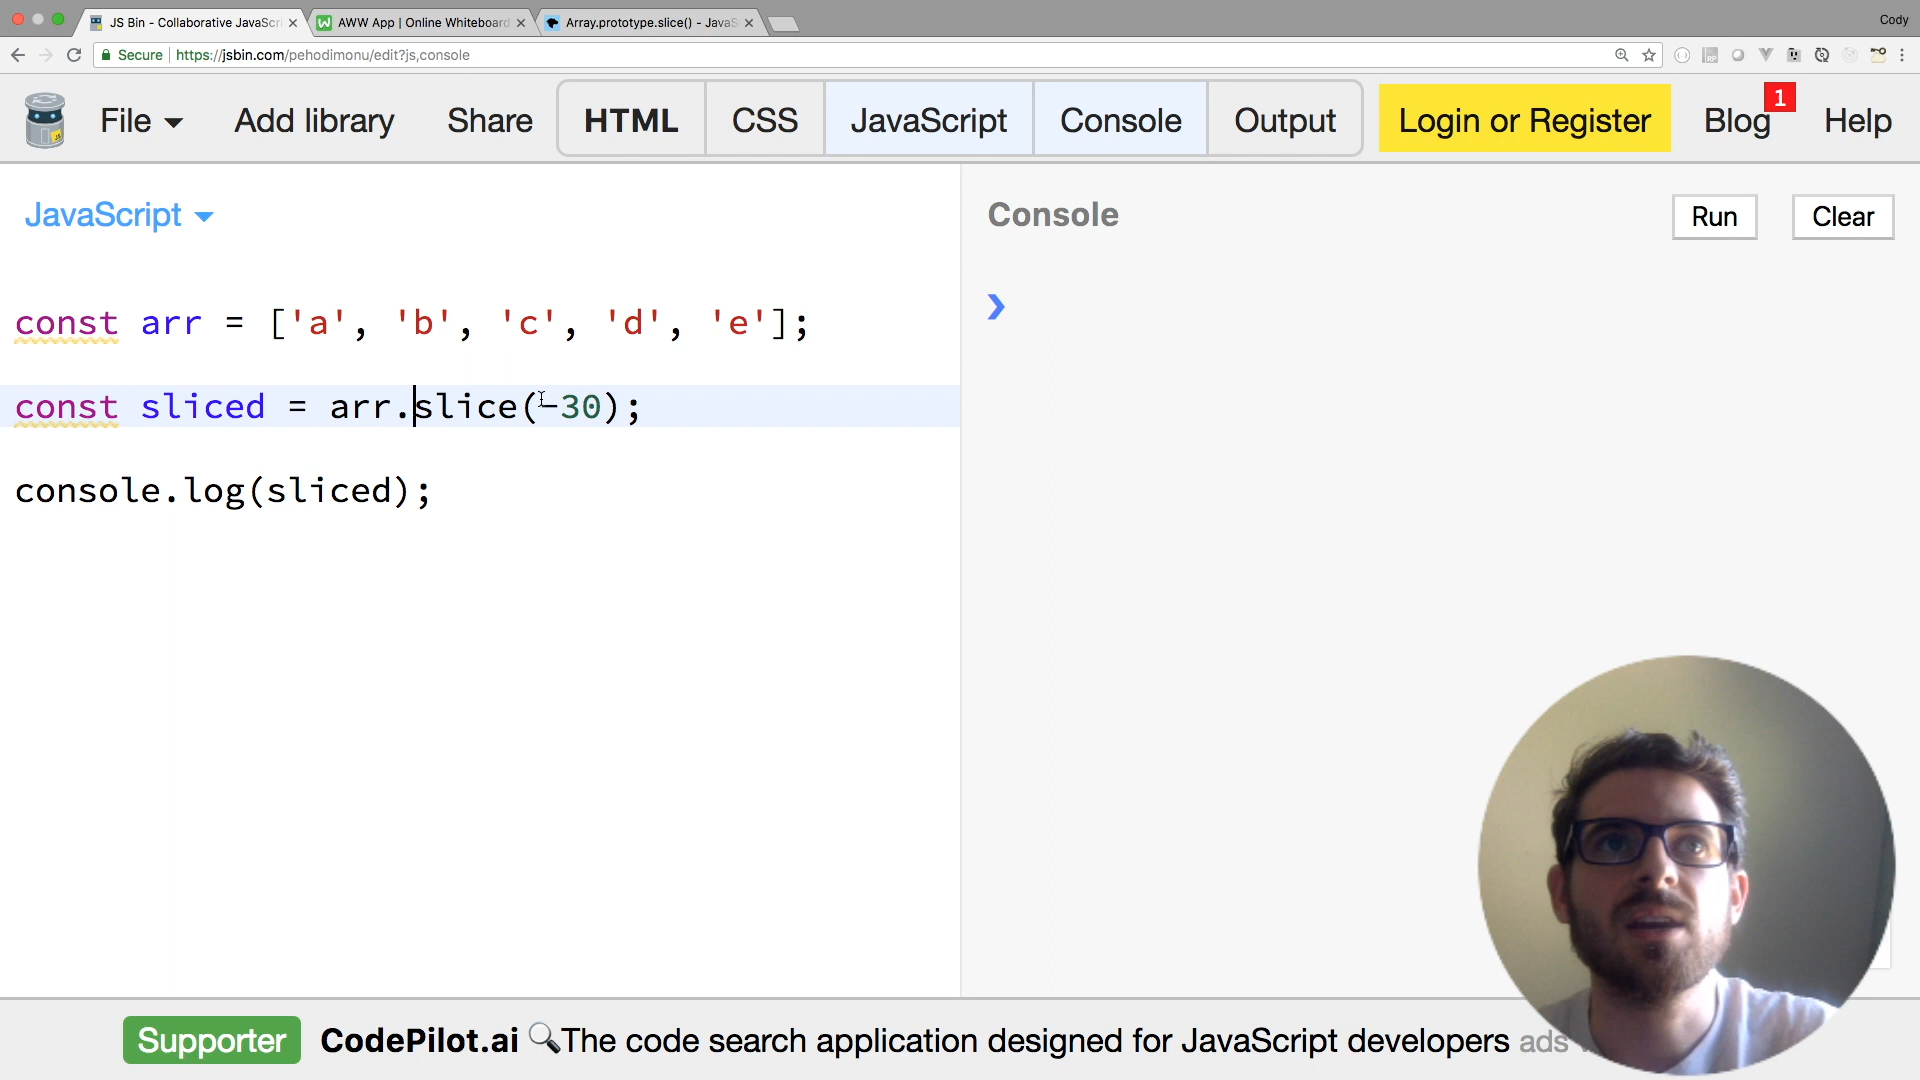 JS Bin - Collaborative JavaScri
AWW App | Online Whiteboard
Array.prototype.slice() - JavaS
Cody
Secure
https://jsbin.com/pehodimonu/edit?js,console
File
Add library
Share
HTML
CSS
JavaScript
Console
Output
Login or Register
Blog
1
Help
JavaScript
Console
Run
Clear
const arr = ['a', 'b', 'c', 'd', 'e'];
const sliced = arr.slice(-30);
console.log(sliced);
Supporter
CodePilot.ai 🔍The code search application designed for JavaScript developers ads